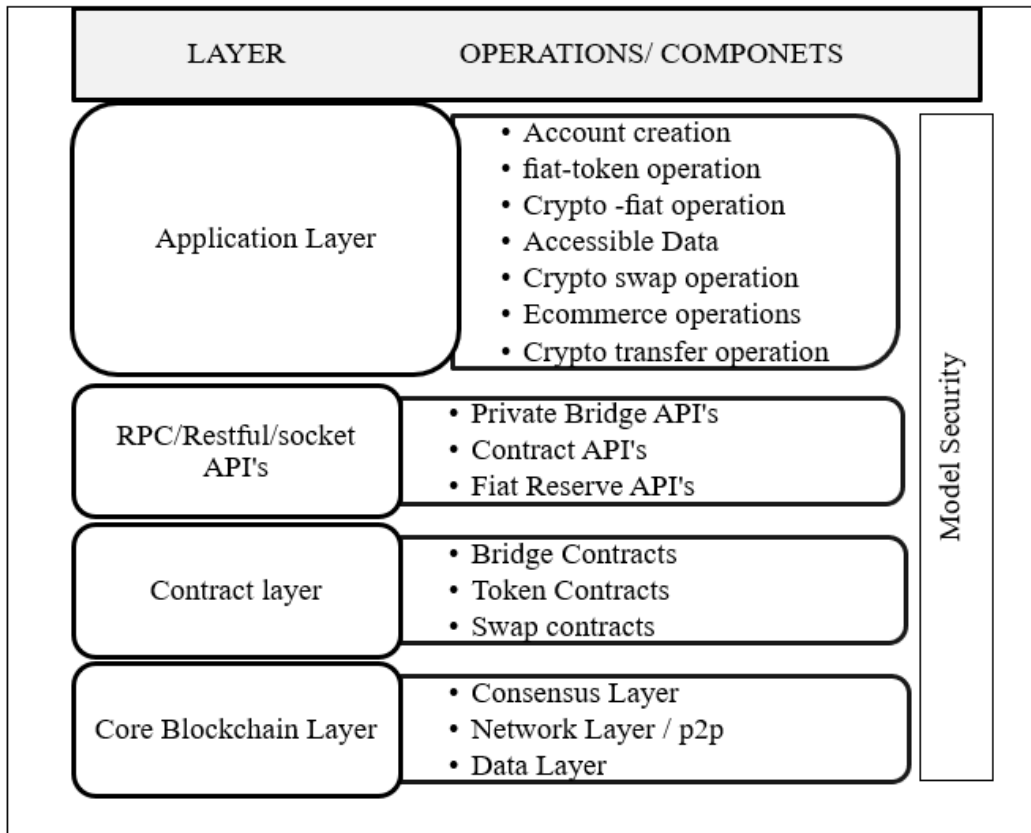 LAYER OPERATIONS/ COMPONETS
Application Layer
• Account creation
• fiat-token operation
• Crypto -fiat operation
• Accessible Data
• Crypto swap operation
• Ecommerce operations
• Crypto transfer operation
RPC/Restful/socket
API's
• Private Bridge API's
• Contract API's
• Fiat Reserve API's
Contract layer
• Bridge Contracts
• Token Contracts
• Swap contracts
Core Blockchain Layer
• Consensus Layer
• Network Layer / p2p
• Data Layer
Model Security